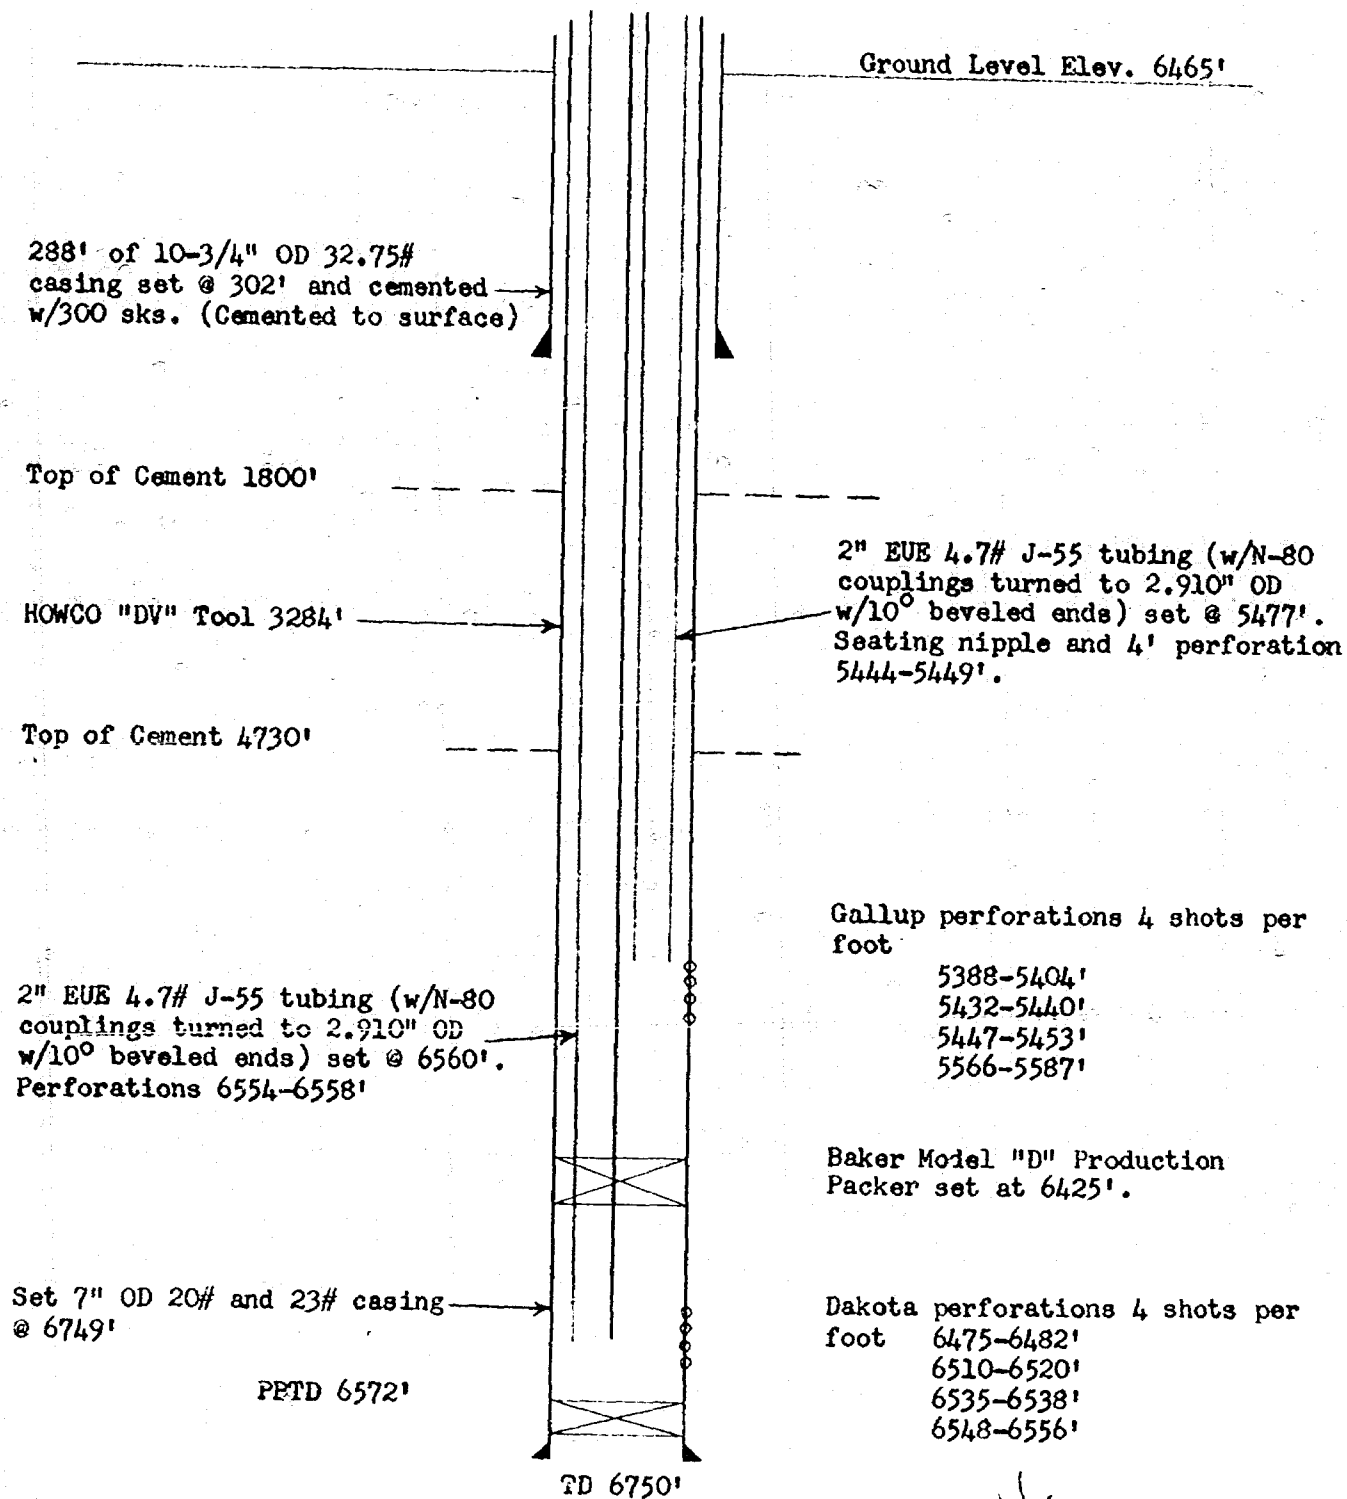 Ground Level Elev. 6465'
288' of 10-3/4" OD 32.75#
casing set @ 302' and cemented
w/300 sks. (Cemented to surface)
Top of Cement 1800'
2" EUE 4.7# J-55 tubing (w/N-80
couplings turned to 2.910" OD
w/10° beveled ends) set @ 5477'.
Seating nipple and 4' perforation
5444-5449'.
HOWCO "DV" Tool 3284'
Top of Cement 4730'
Gallup perforations 4 shots per
foot
5388-5404'
5432-5440'
5447-5453'
5566-5587'
2" EUE 4.7# J-55 tubing (w/N-80
couplings turned to 2.910" OD
w/10° beveled ends) set @ 6560'.
Perforations 6554-6558'
Baker Model "D" Production
Packer set at 6425'.
Set 7" OD 20# and 23# casing
@ 6749'
Dakota perforations 4 shots per
foot 6475-6482'
6510-6520'
6535-6538'
6548-6556'
PBTD 6572'
TD 6750'